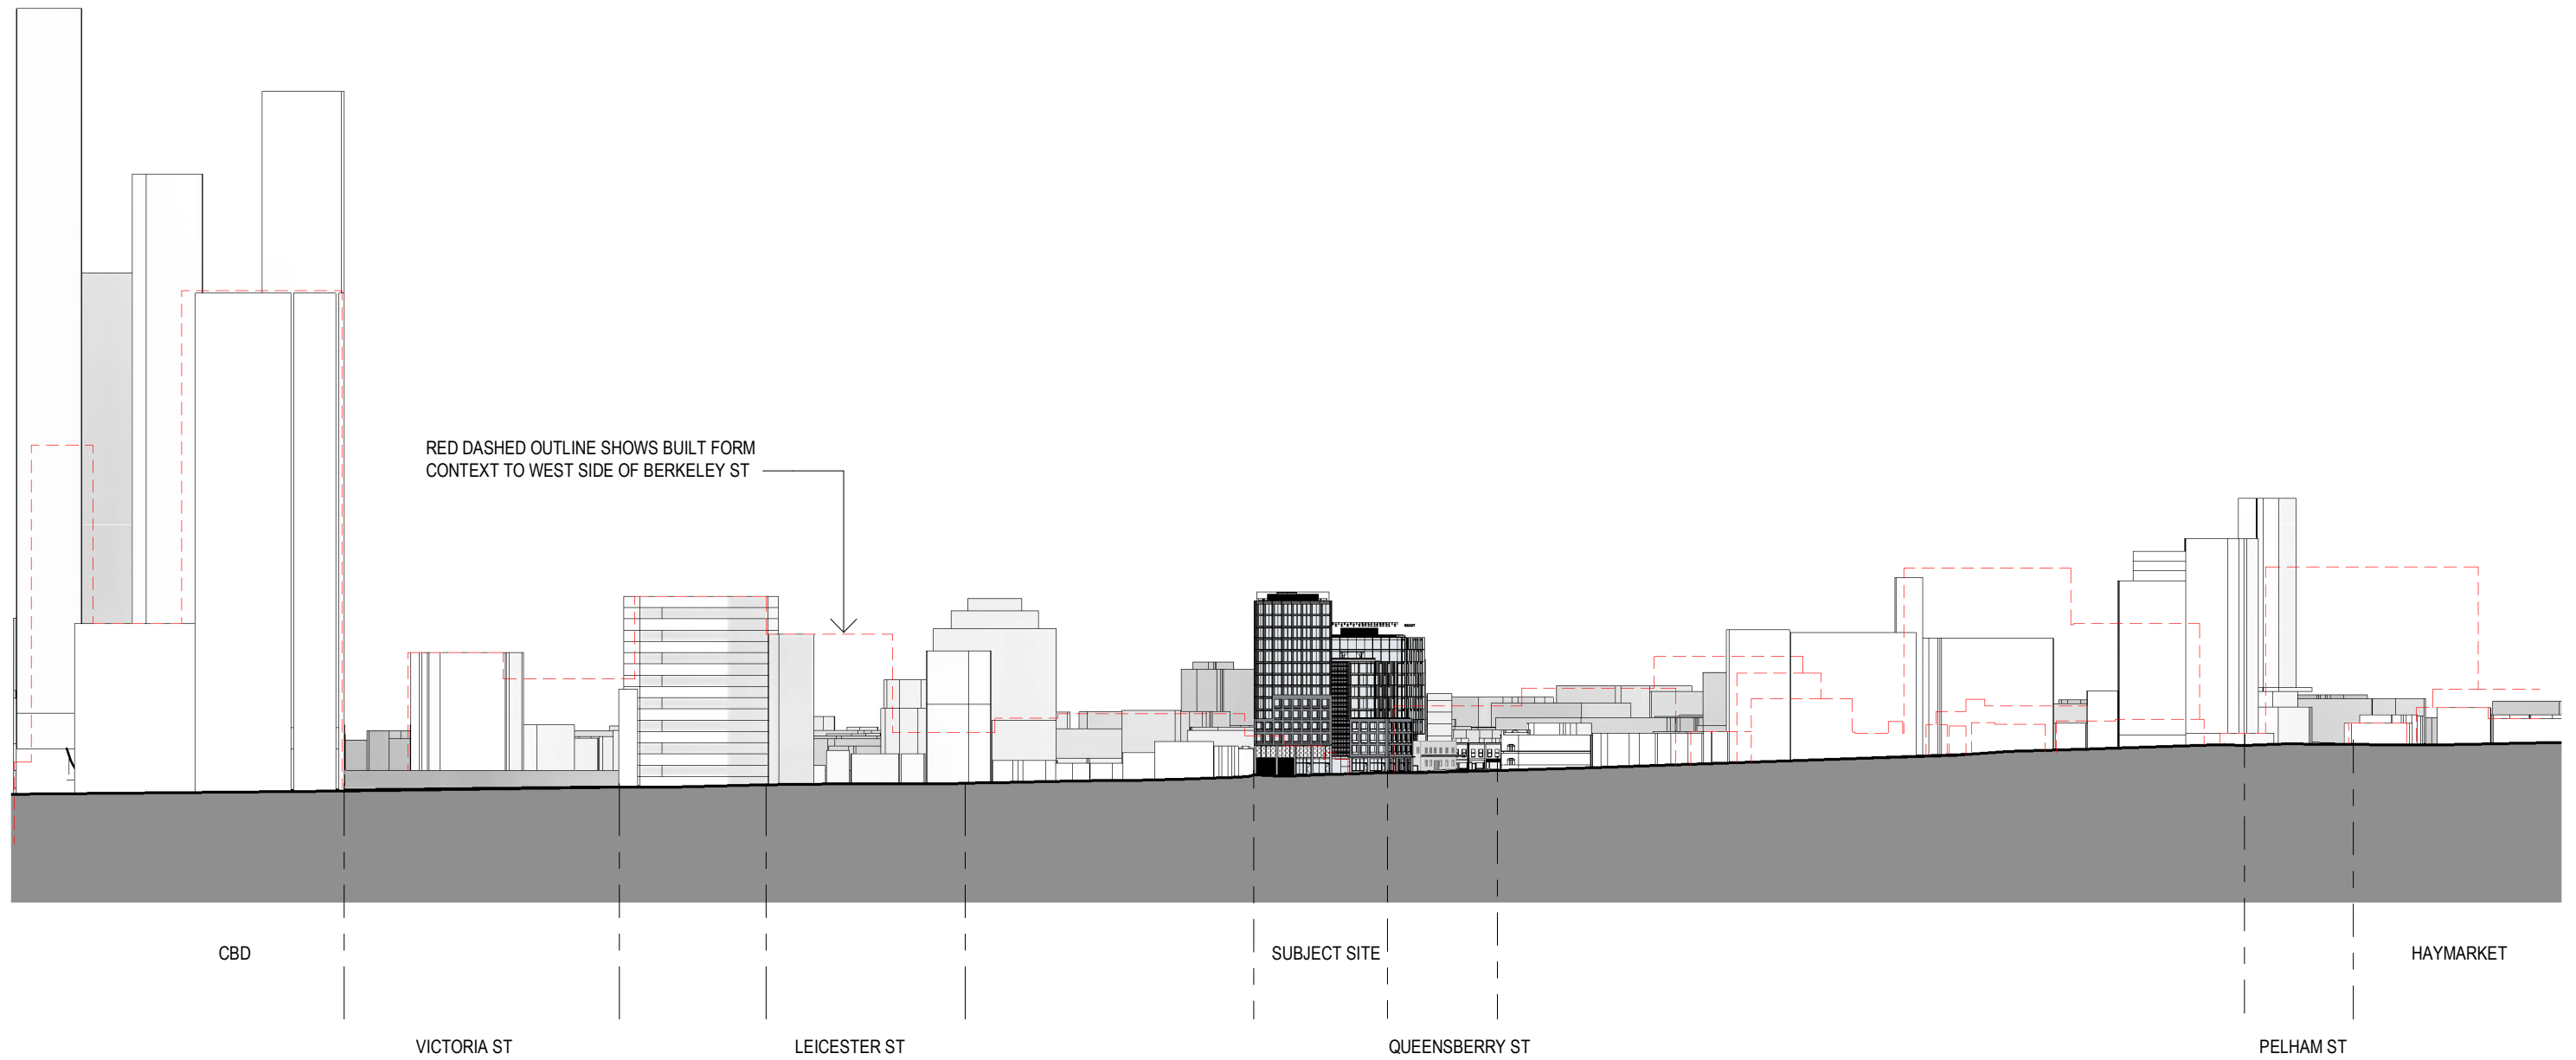 RED DASHED OUTLINE SHOWS BUILT FORM
CONTEXT TO WEST SIDE OF BERKELEY ST
CBD
SUBJECT SITE
HAYMARKET
VICTORIA ST
LEICESTER ST
QUEENSBERRY ST
PELHAM ST